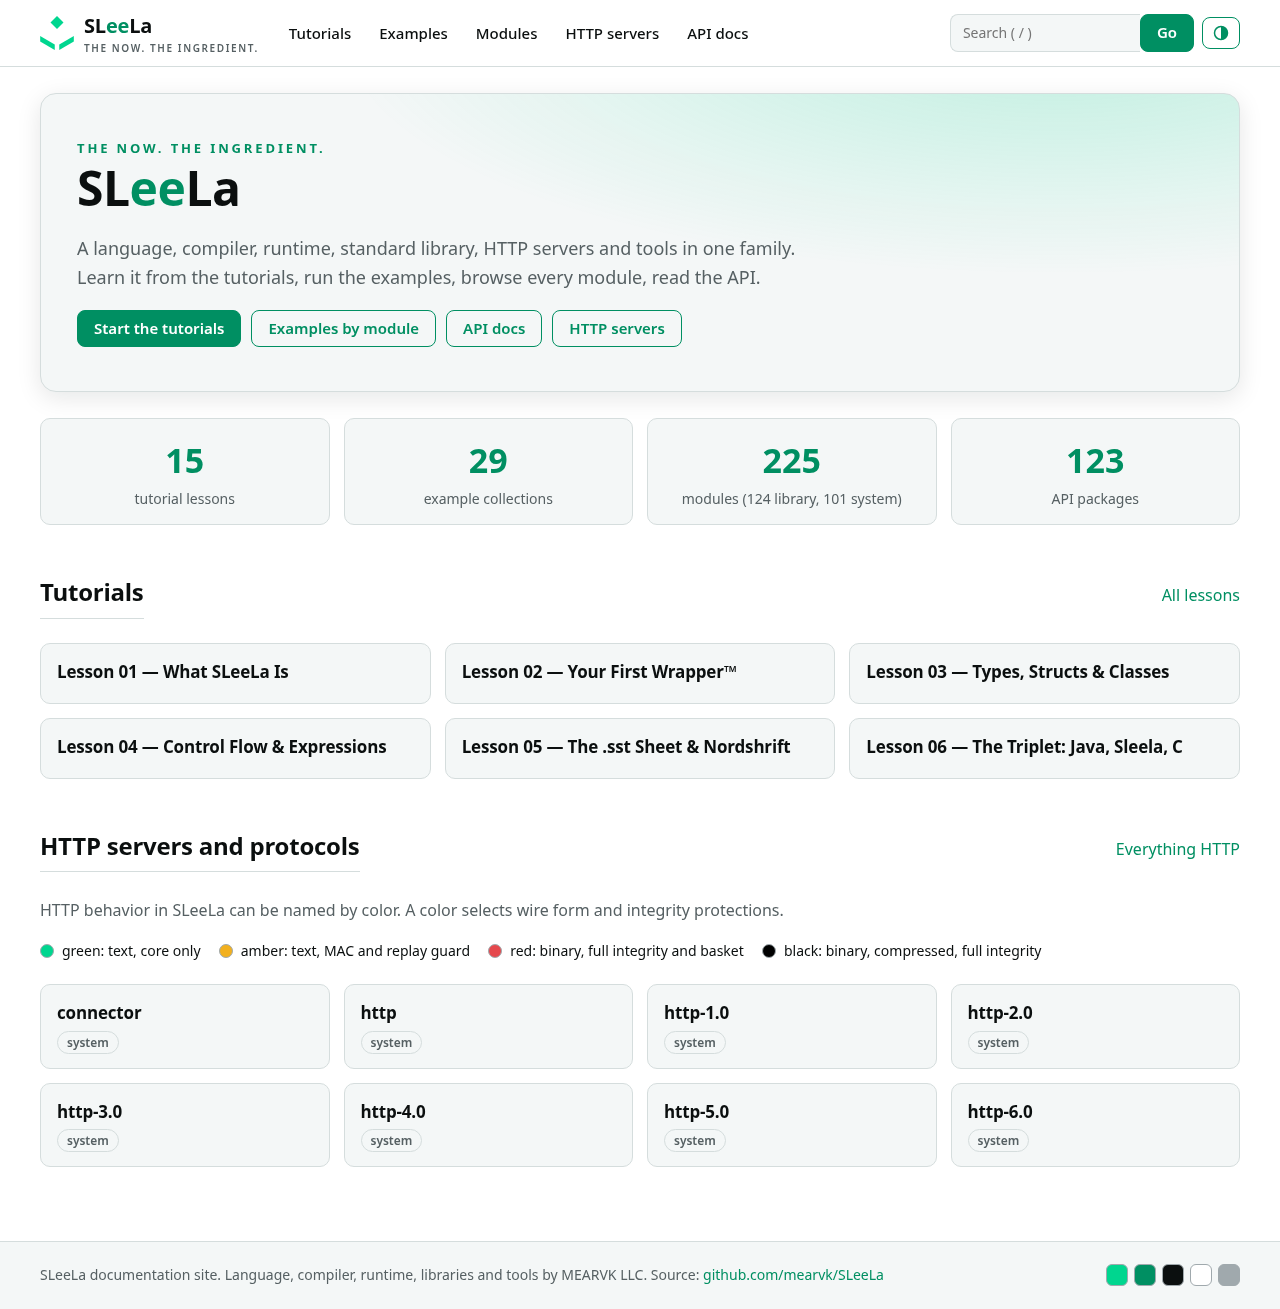 SLeeLa
THE NOW. THE INGREDIENT.
Tutorials
Examples
Modules
HTTP servers
API docs
Search ( / )
Go
THE NOW. THE INGREDIENT.
SLeeLa
A language, compiler, runtime, standard library, HTTP servers and tools in one family.
Learn it from the tutorials, run the examples, browse every module, read the API.
Start the tutorials
Examples by module
API docs
HTTP servers
15
tutorial lessons
29
example collections
225
modules (124 library, 101 system)
123
API packages
Tutorials
All lessons
Lesson 01 — What SLeeLa Is
Lesson 02 — Your First Wrapper™
Lesson 03 — Types, Structs & Classes
Lesson 04 — Control Flow & Expressions
Lesson 05 — The .sst Sheet & Nordshrift
Lesson 06 — The Triplet: Java, Sleela, C
HTTP servers and protocols
Everything HTTP
HTTP behavior in SLeeLa can be named by color. A color selects wire form and integrity protections.
green: text, core only
amber: text, MAC and replay guard
red: binary, full integrity and basket
black: binary, compressed, full integrity
connector
system
http
system
http-1.0
system
http-2.0
system
http-3.0
system
http-4.0
system
http-5.0
system
http-6.0
system
SLeeLa documentation site. Language, compiler, runtime, libraries and tools by MEARVK LLC. Source: github.com/mearvk/SLeeLa